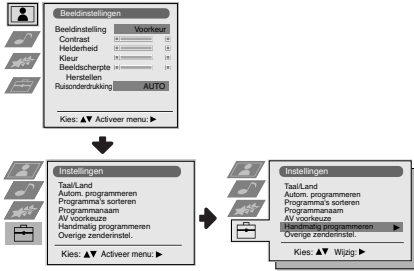 Beeldinstellingen
Beeldinstelling Voorkeur
Contrast
Helderheid
Kleur
Beeldscherpte
Herstellen
Ruisonderdrukking AUTO
Kies: ▲▼ Activeer menu: ▶
Instellingen
Taal/Land
Autom. programmeren
Programma's sorteren
Programmanaam
AV voorkeuze
Handmatig programmeren
Overige zenderinstel.
Kies: ▲▼ Activeer menu: ▶
Instellingen
Taal/Land
Autom. programmeren
Programma's sorteren
Programmanaam
AV voorkeuze
Handmatig programmeren ▶
Overige zenderinstel.
Kies: ▲▼ Wijzig: ▶